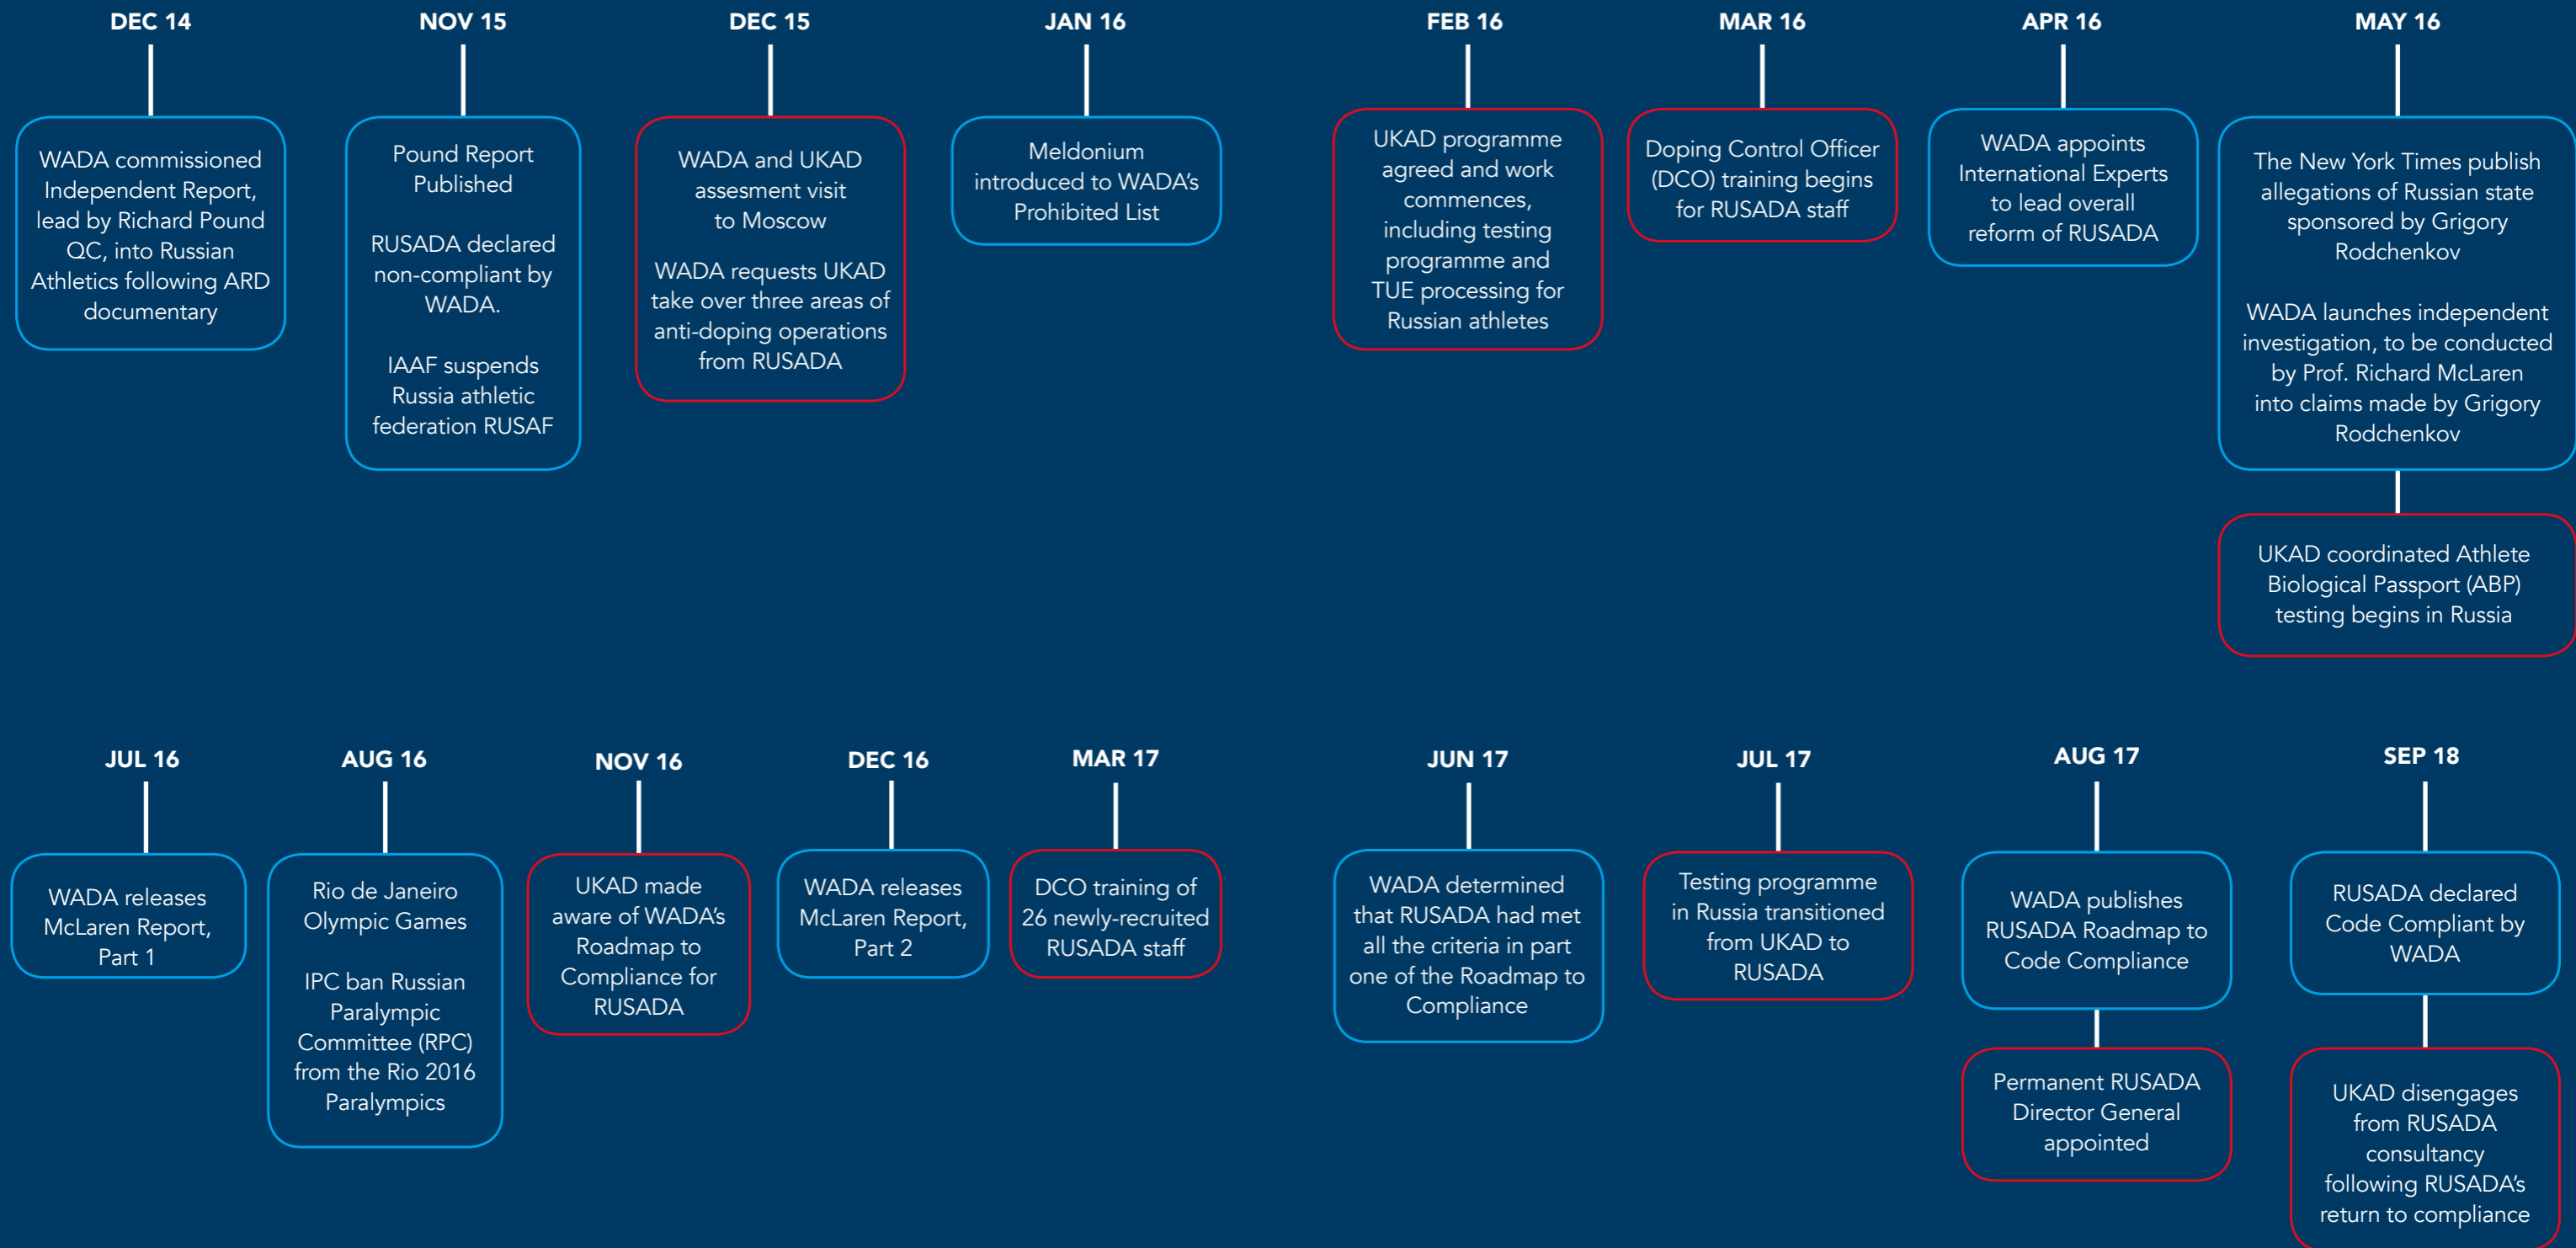 DEC 14
WADA commissioned
Independent Report,
lead by Richard Pound
QC, into Russian
Athletics following ARD
documentary
NOV 15
Pound Report
Published
RUSADA declared
non-compliant by
WADA.
IAAF suspends
Russia athletic
federation RUSAF
DEC 15
WADA and UKAD
assesment visit
to Moscow
WADA requests UKAD
take over three areas of
anti-doping operations
from RUSADA
JAN 16
Meldonium
introduced to WADA’s
Prohibited List
FEB 16
UKAD programme
agreed and work
commences,
including testing
programme and
TUE processing for
Russian athletes
MAR 16
Doping Control Officer
(DCO) training begins
for RUSADA staff
APR 16
WADA appoints
International Experts
to lead overall
reform of RUSADA
MAY 16
The New York Times publish
allegations of Russian state
sponsored by Grigory
Rodchenkov
WADA launches independent
investigation, to be conducted
by Prof. Richard McLaren
into claims made by Grigory
Rodchenkov
UKAD coordinated Athlete
Biological Passport (ABP)
testing begins in Russia
JUL 16
WADA releases
McLaren Report,
Part 1
AUG 16
Rio de Janeiro
Olympic Games
IPC ban Russian
Paralympic
Committee (RPC)
from the Rio 2016
Paralympics
NOV 16
UKAD made
aware of WADA’s
Roadmap to
Compliance for
RUSADA
DEC 16
WADA releases
McLaren Report,
Part 2
MAR 17
DCO training of
26 newly-recruited
RUSADA staff
JUN 17
WADA determined
that RUSADA had met
all the criteria in part
one of the Roadmap to
Compliance
JUL 17
Testing programme
in Russia transitioned
from UKAD to
RUSADA
AUG 17
WADA publishes
RUSADA Roadmap to
Code Compliance
Permanent RUSADA
Director General
appointed
SEP 18
RUSADA declared
Code Compliant by
WADA
UKAD disengages
from RUSADA
consultancy
following RUSADA’s
return to compliance